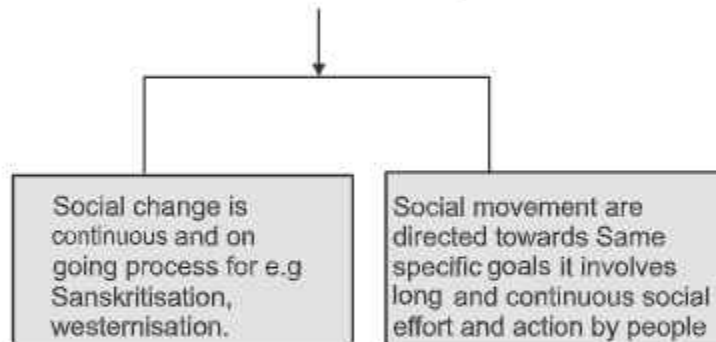 Social change is
continuous and on
going process for e.g
Sanskritisation,
westernisation.
Social movement are
directed towards Same
specific goals it involves
long and continuous social
effort and action by people